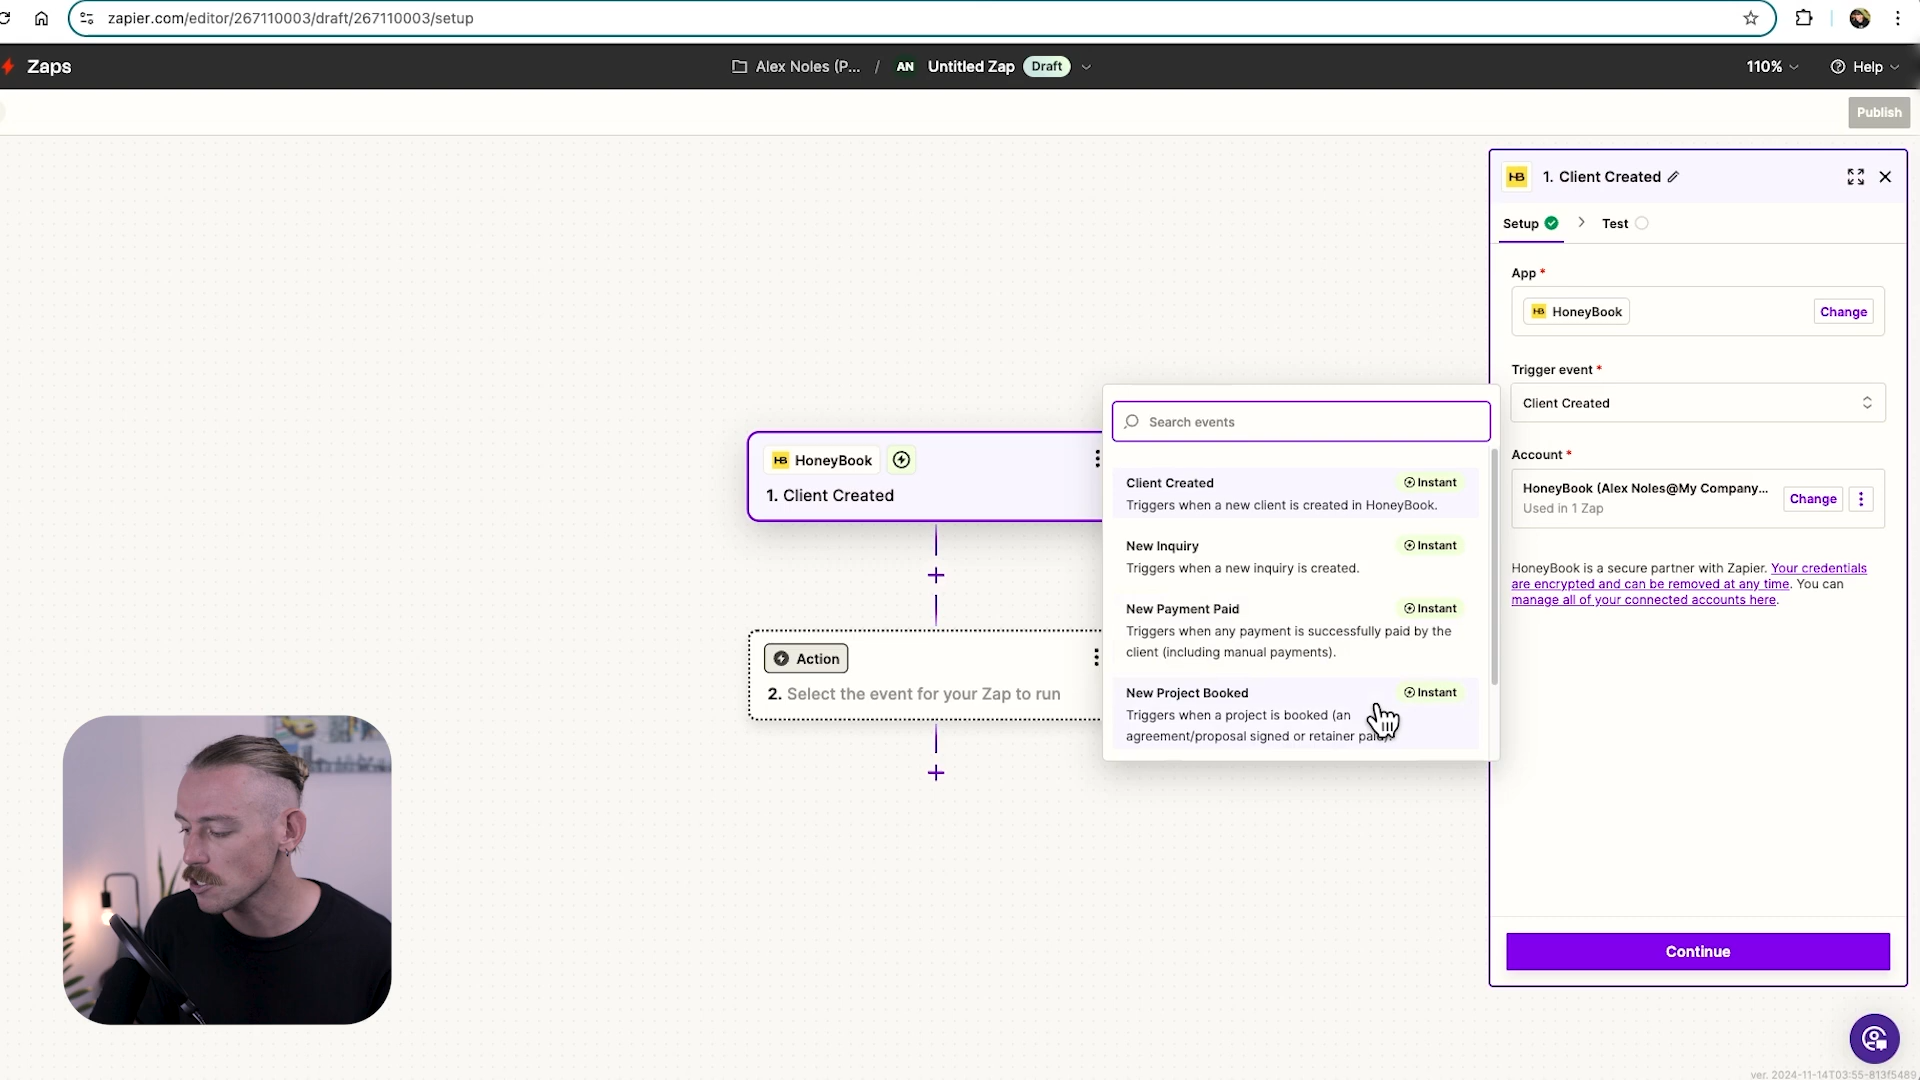 zapier.com/editor/267110003/draft/267110003/setup
Zaps
Alex Noles (P... / AN Untitled Zap Draft
110%
Help
Publish
HB
1. Client Created
Setup
Test
App *
HB HoneyBook
Change
Trigger event *
Client Created
Account *
HoneyBook (Alex Noles@My Company...
Used in 1 Zap
Change
HoneyBook is a secure partner with Zapier. Your credentials
are encrypted and can be removed at any time. You can
manage all of your connected accounts here.
Continue
HB HoneyBook
1. Client Created
Action
2. Select the event for your Zap to run
Search events
Client Created
Instant
Triggers when a new client is created in HoneyBook.
New Inquiry
Instant
Triggers when a new inquiry is created.
New Payment Paid
Instant
Triggers when any payment is successfully paid by the
client (including manual payments).
New Project Booked
Instant
Triggers when a project is booked (an
agreement/proposal signed or retainer paid).
ver. 2024-11-14T03:55-813f5489